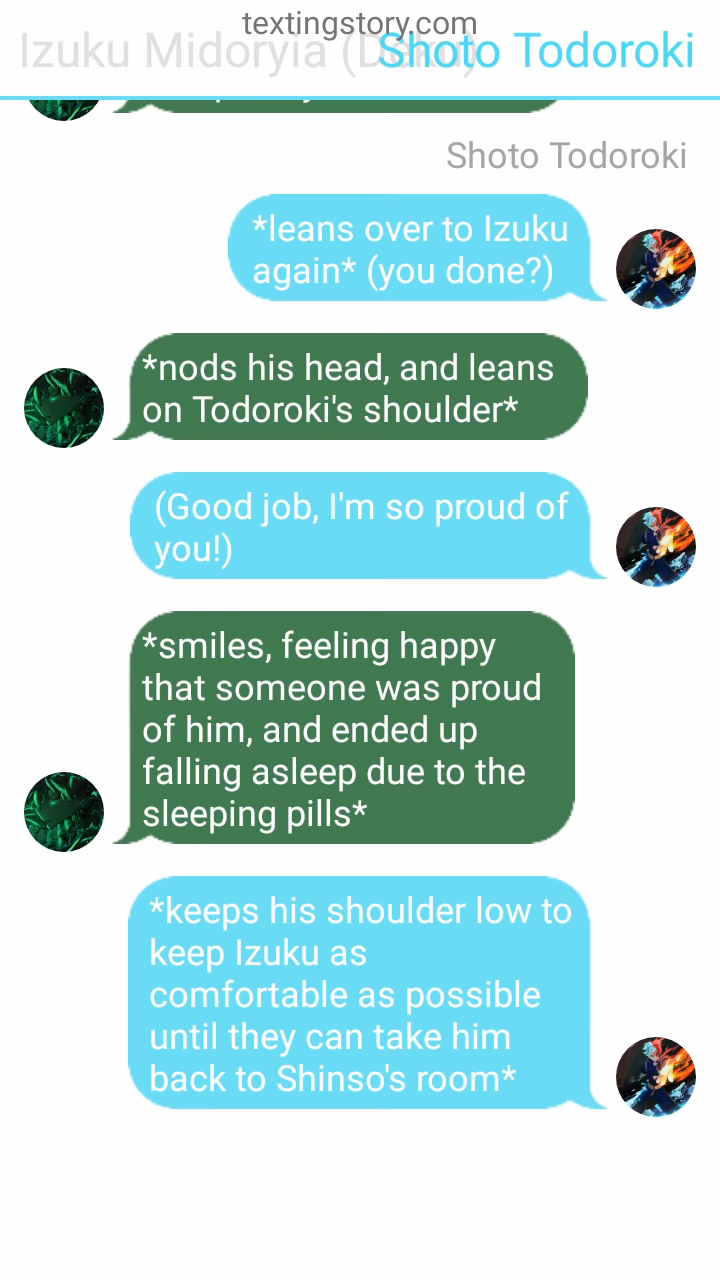 textingstory.com
Izuku Midoryia (Deku)
Shoto Todoroki
Shoto Todoroki
*leans over to Izuku
again* (you done?)
*nods his head, and leans
on Todoroki's shoulder*
(Good job, I'm so proud of
you!)
*smiles, feeling happy
that someone was proud
of him, and ended up
falling asleep due to the
sleeping pills*
*keeps his shoulder low to
keep Izuku as
comfortable as possible
until they can take him
back to Shinso's room*